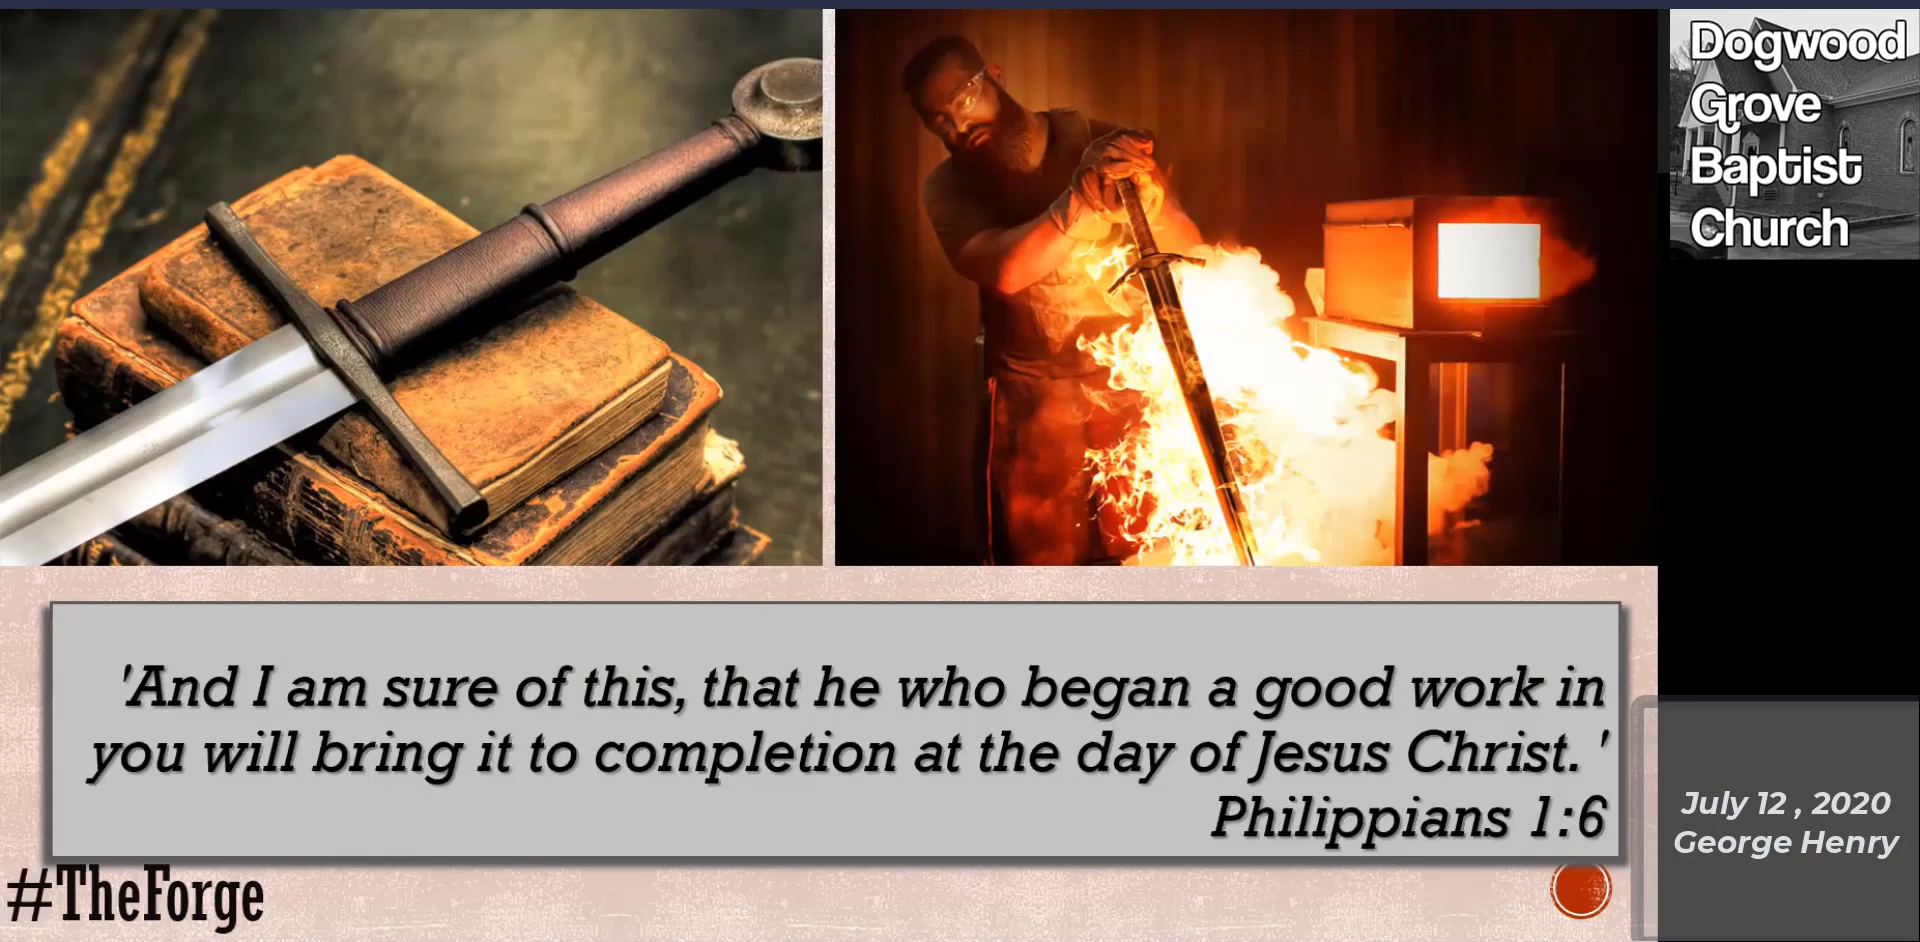 Dogwood
Grove
Baptist
Church
'And I am sure of this, that he who began a good work in
you will bring it to completion at the day of Jesus Christ. '
Philippians 1:6
#TheForge
July 12 , 2020
George Henry